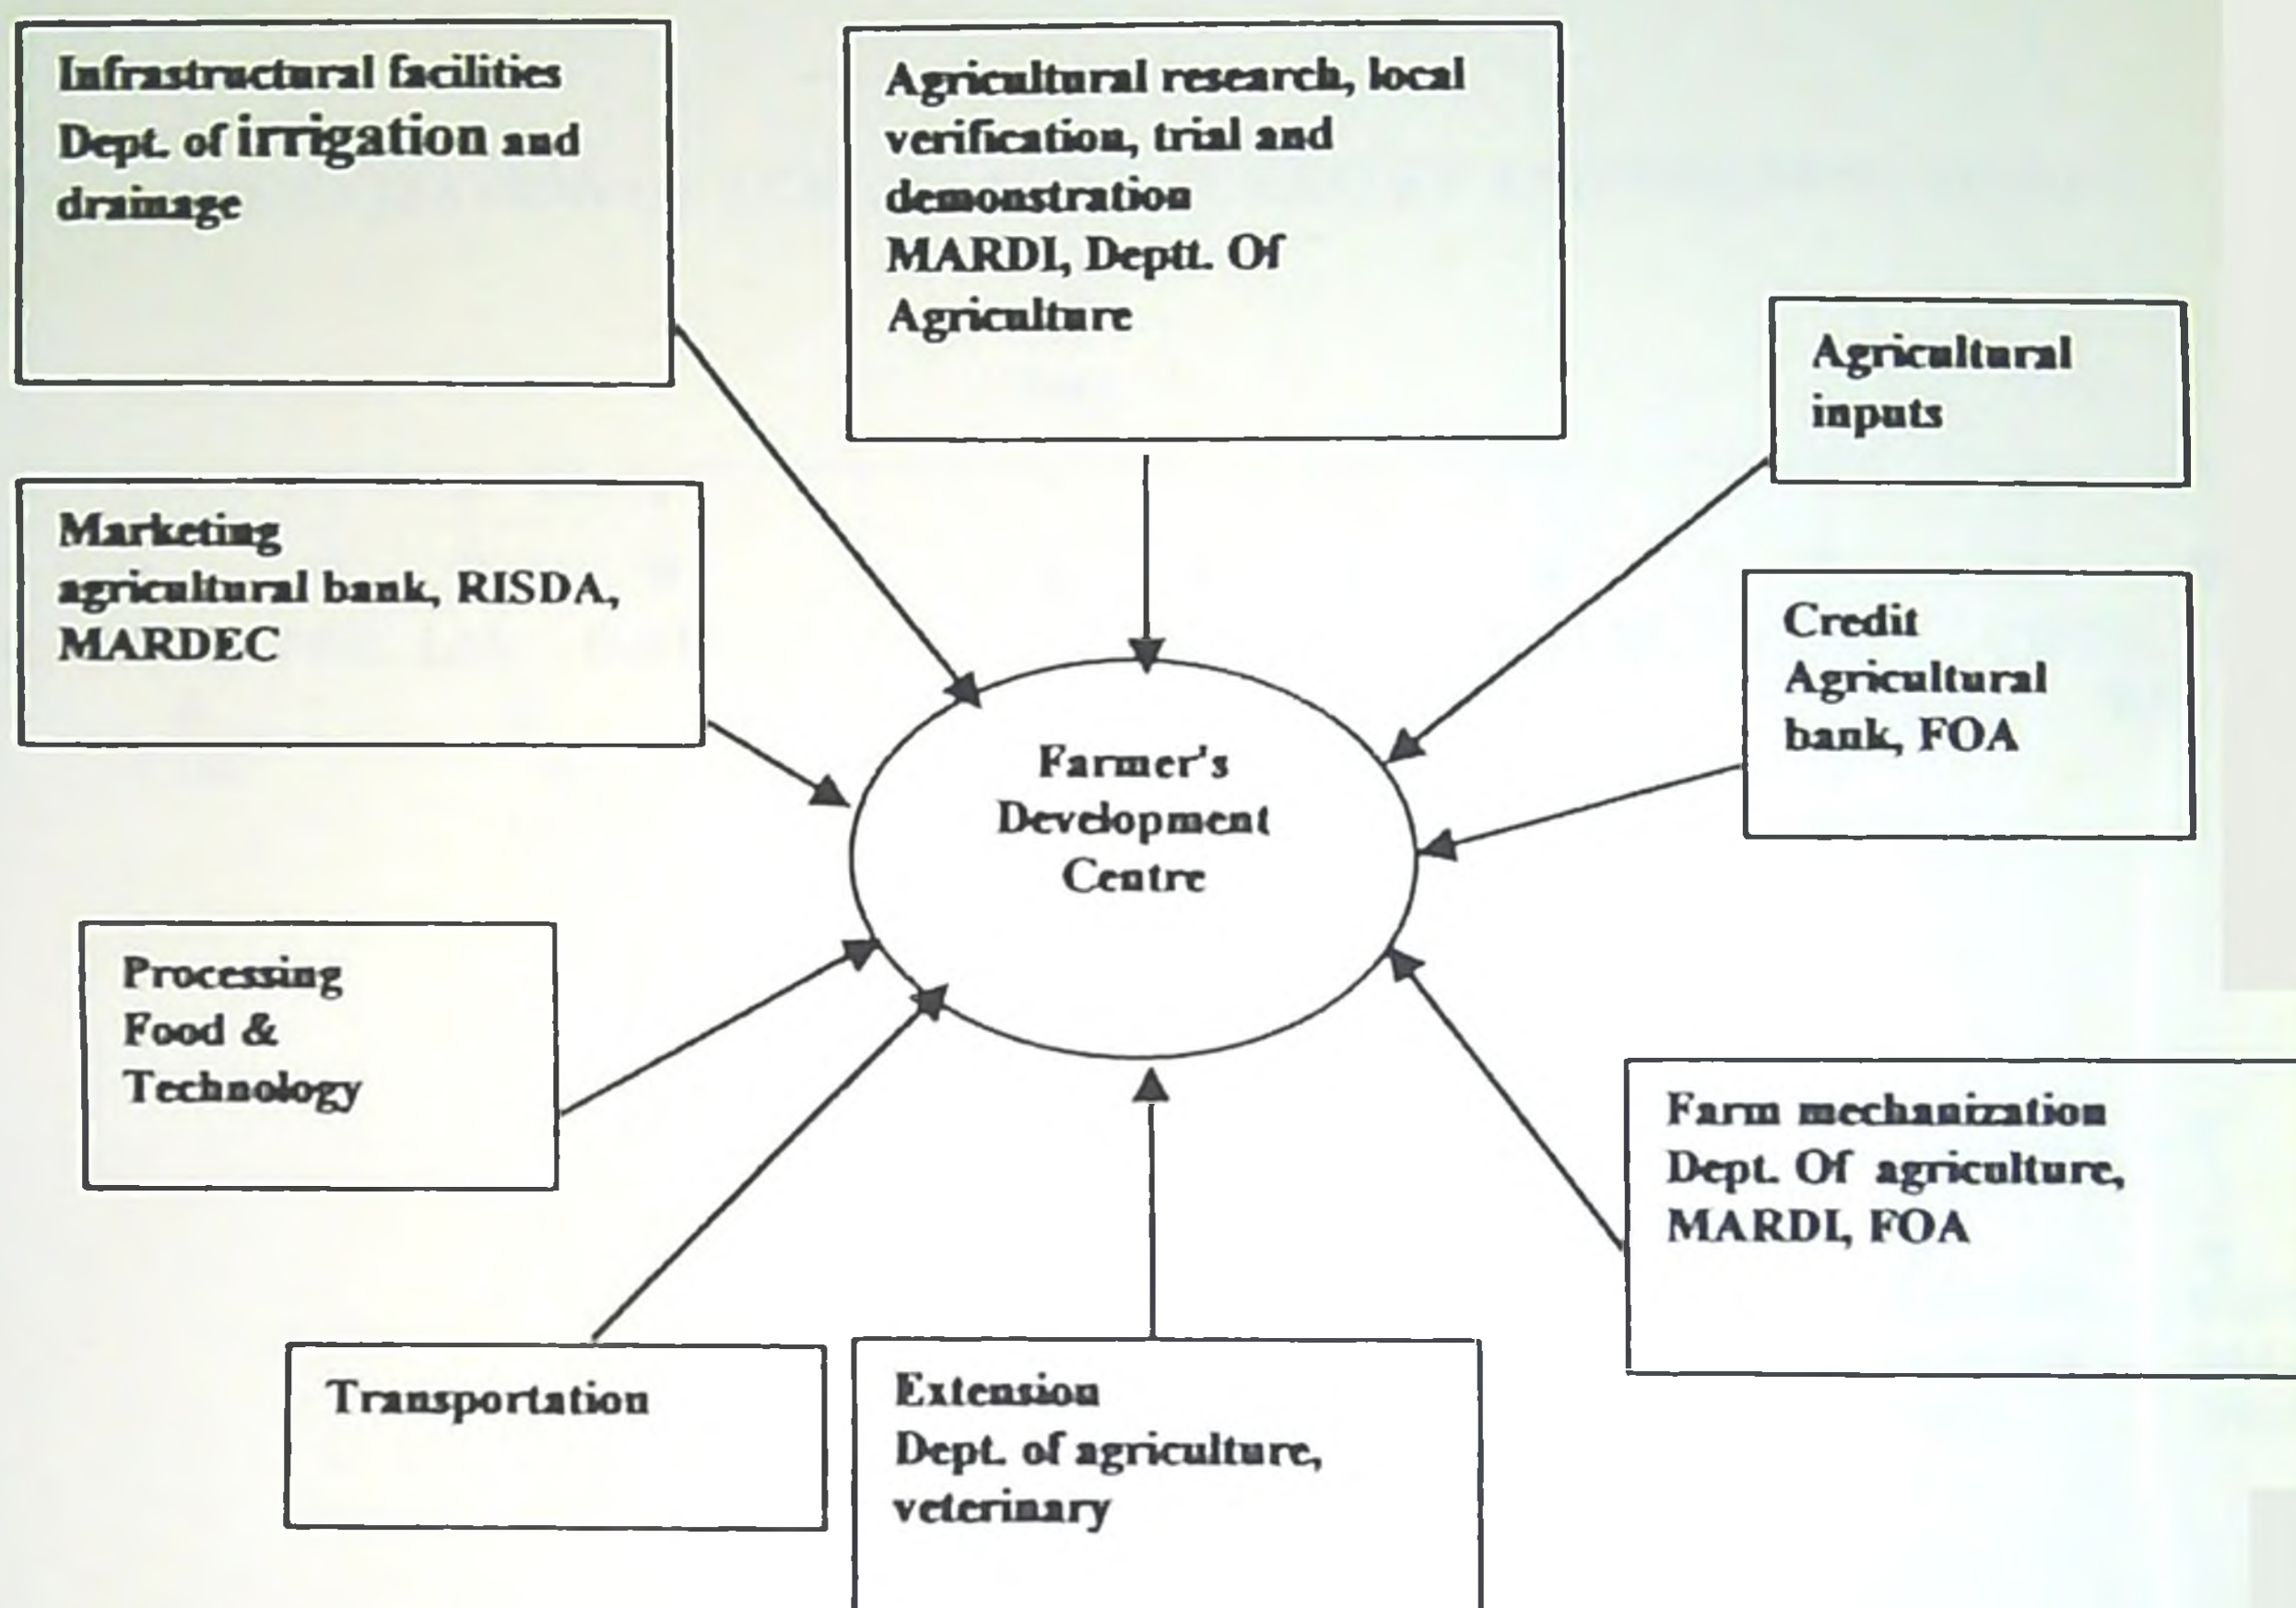 Infrastructural facilities
Dept. of irrigation and
drainage
Agricultural research, local
verification, trial and
demonstration
MARDI, Deptt. Of
Agriculture
Agricultural
inputs
Marketing
agricultural bank, RISDA,
MARDEC
Credit
Agricultural
bank, FOA
Farmer's
Development
Centre
Processing
Food &
Technology
Farm mechanization
Dept. Of agriculture,
MARDI, FOA
Transportation
Extension
Dept. of agriculture,
veterinary